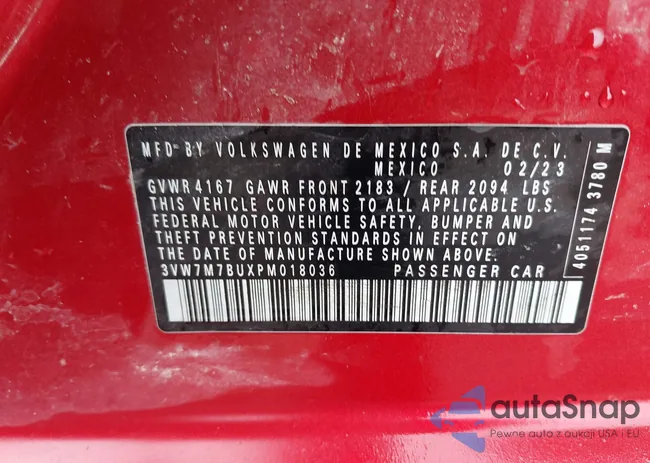 MFD. BY VOLKSWAGEN DE MEXICO S.A. DE C.V.
MEXICO 02/23
GVWR 4167 GAWR FRONT 2183 / REAR 2094 LBS
THIS VEHICLE CONFORMS TO ALL APPLICABLE U.S.
FEDERAL MOTOR VEHICLE SAFETY, BUMPER AND
THEFT PREVENTION STANDARDS IN EFFECT ON
THE DATE OF MANUFACTURE SHOWN ABOVE.
3VW7M7BUXPM018036 PASSENGER CAR
4051174 3780 M
autaSnap
Pewne auta z aukcji USA i EU